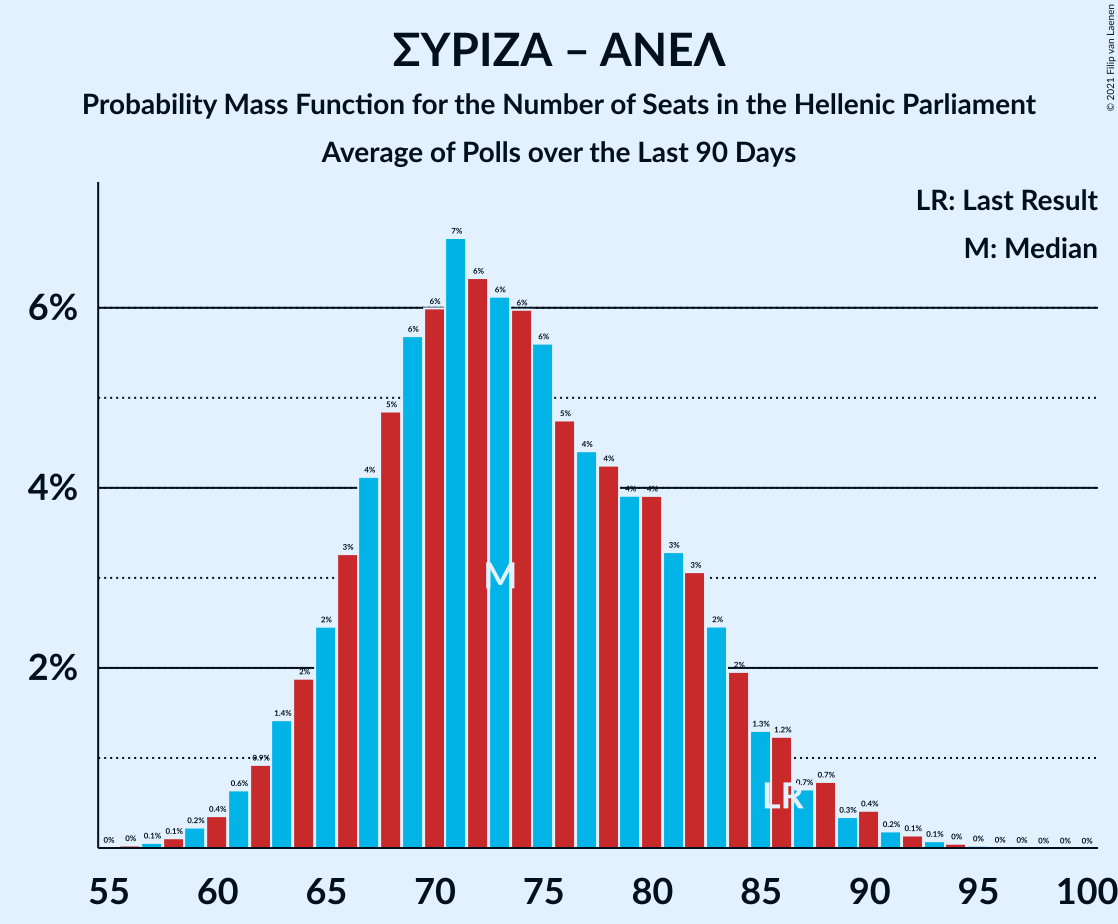 ΣΥΡΙΖΑ – ΑΝΕΛ
Probability Mass Function for the Number of Seats in the Hellenic Parliament
Average of Polls over the Last 90 Days
© 2021 Filip van Laenen
LR: Last Result
M: Median
6%
4%
2%
0% 0% 0.1% 0.1% 0.2% 0.4% 0.6% 0.9% 1.4% 2% 2% 3% 4% 5% 6% 6% 7% 6% 6% 6% 6% 5% 4% 4% 4% 4% 3% 3% 2% 2% 1.3% 1.2% 0.7% 0.7% 0.3% 0.4% 0.2% 0.1% 0.1% 0% 0% 0% 0% 0% 0% 0%
M
LR
55 60 65 70 75 80 85 90 95 100